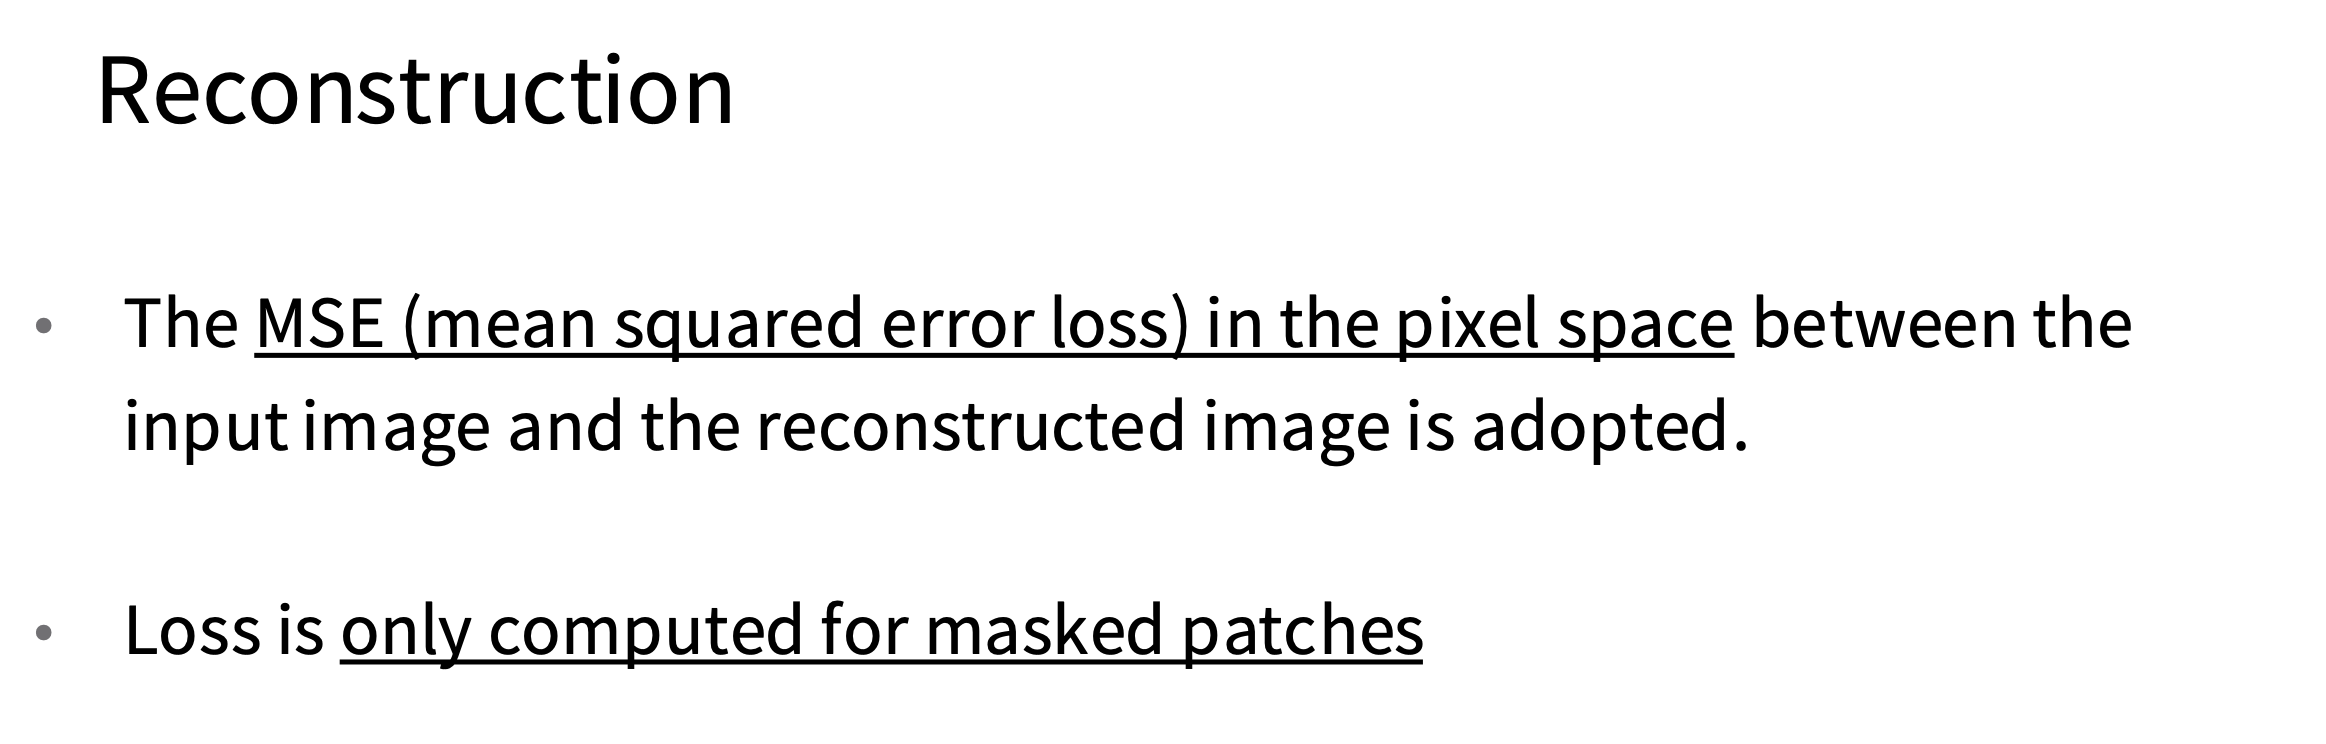 Reconstruction
• The MSE (mean squared error loss) in the pixel space between the
input image and the reconstructed image is adopted.
• Loss is only computed for masked patches